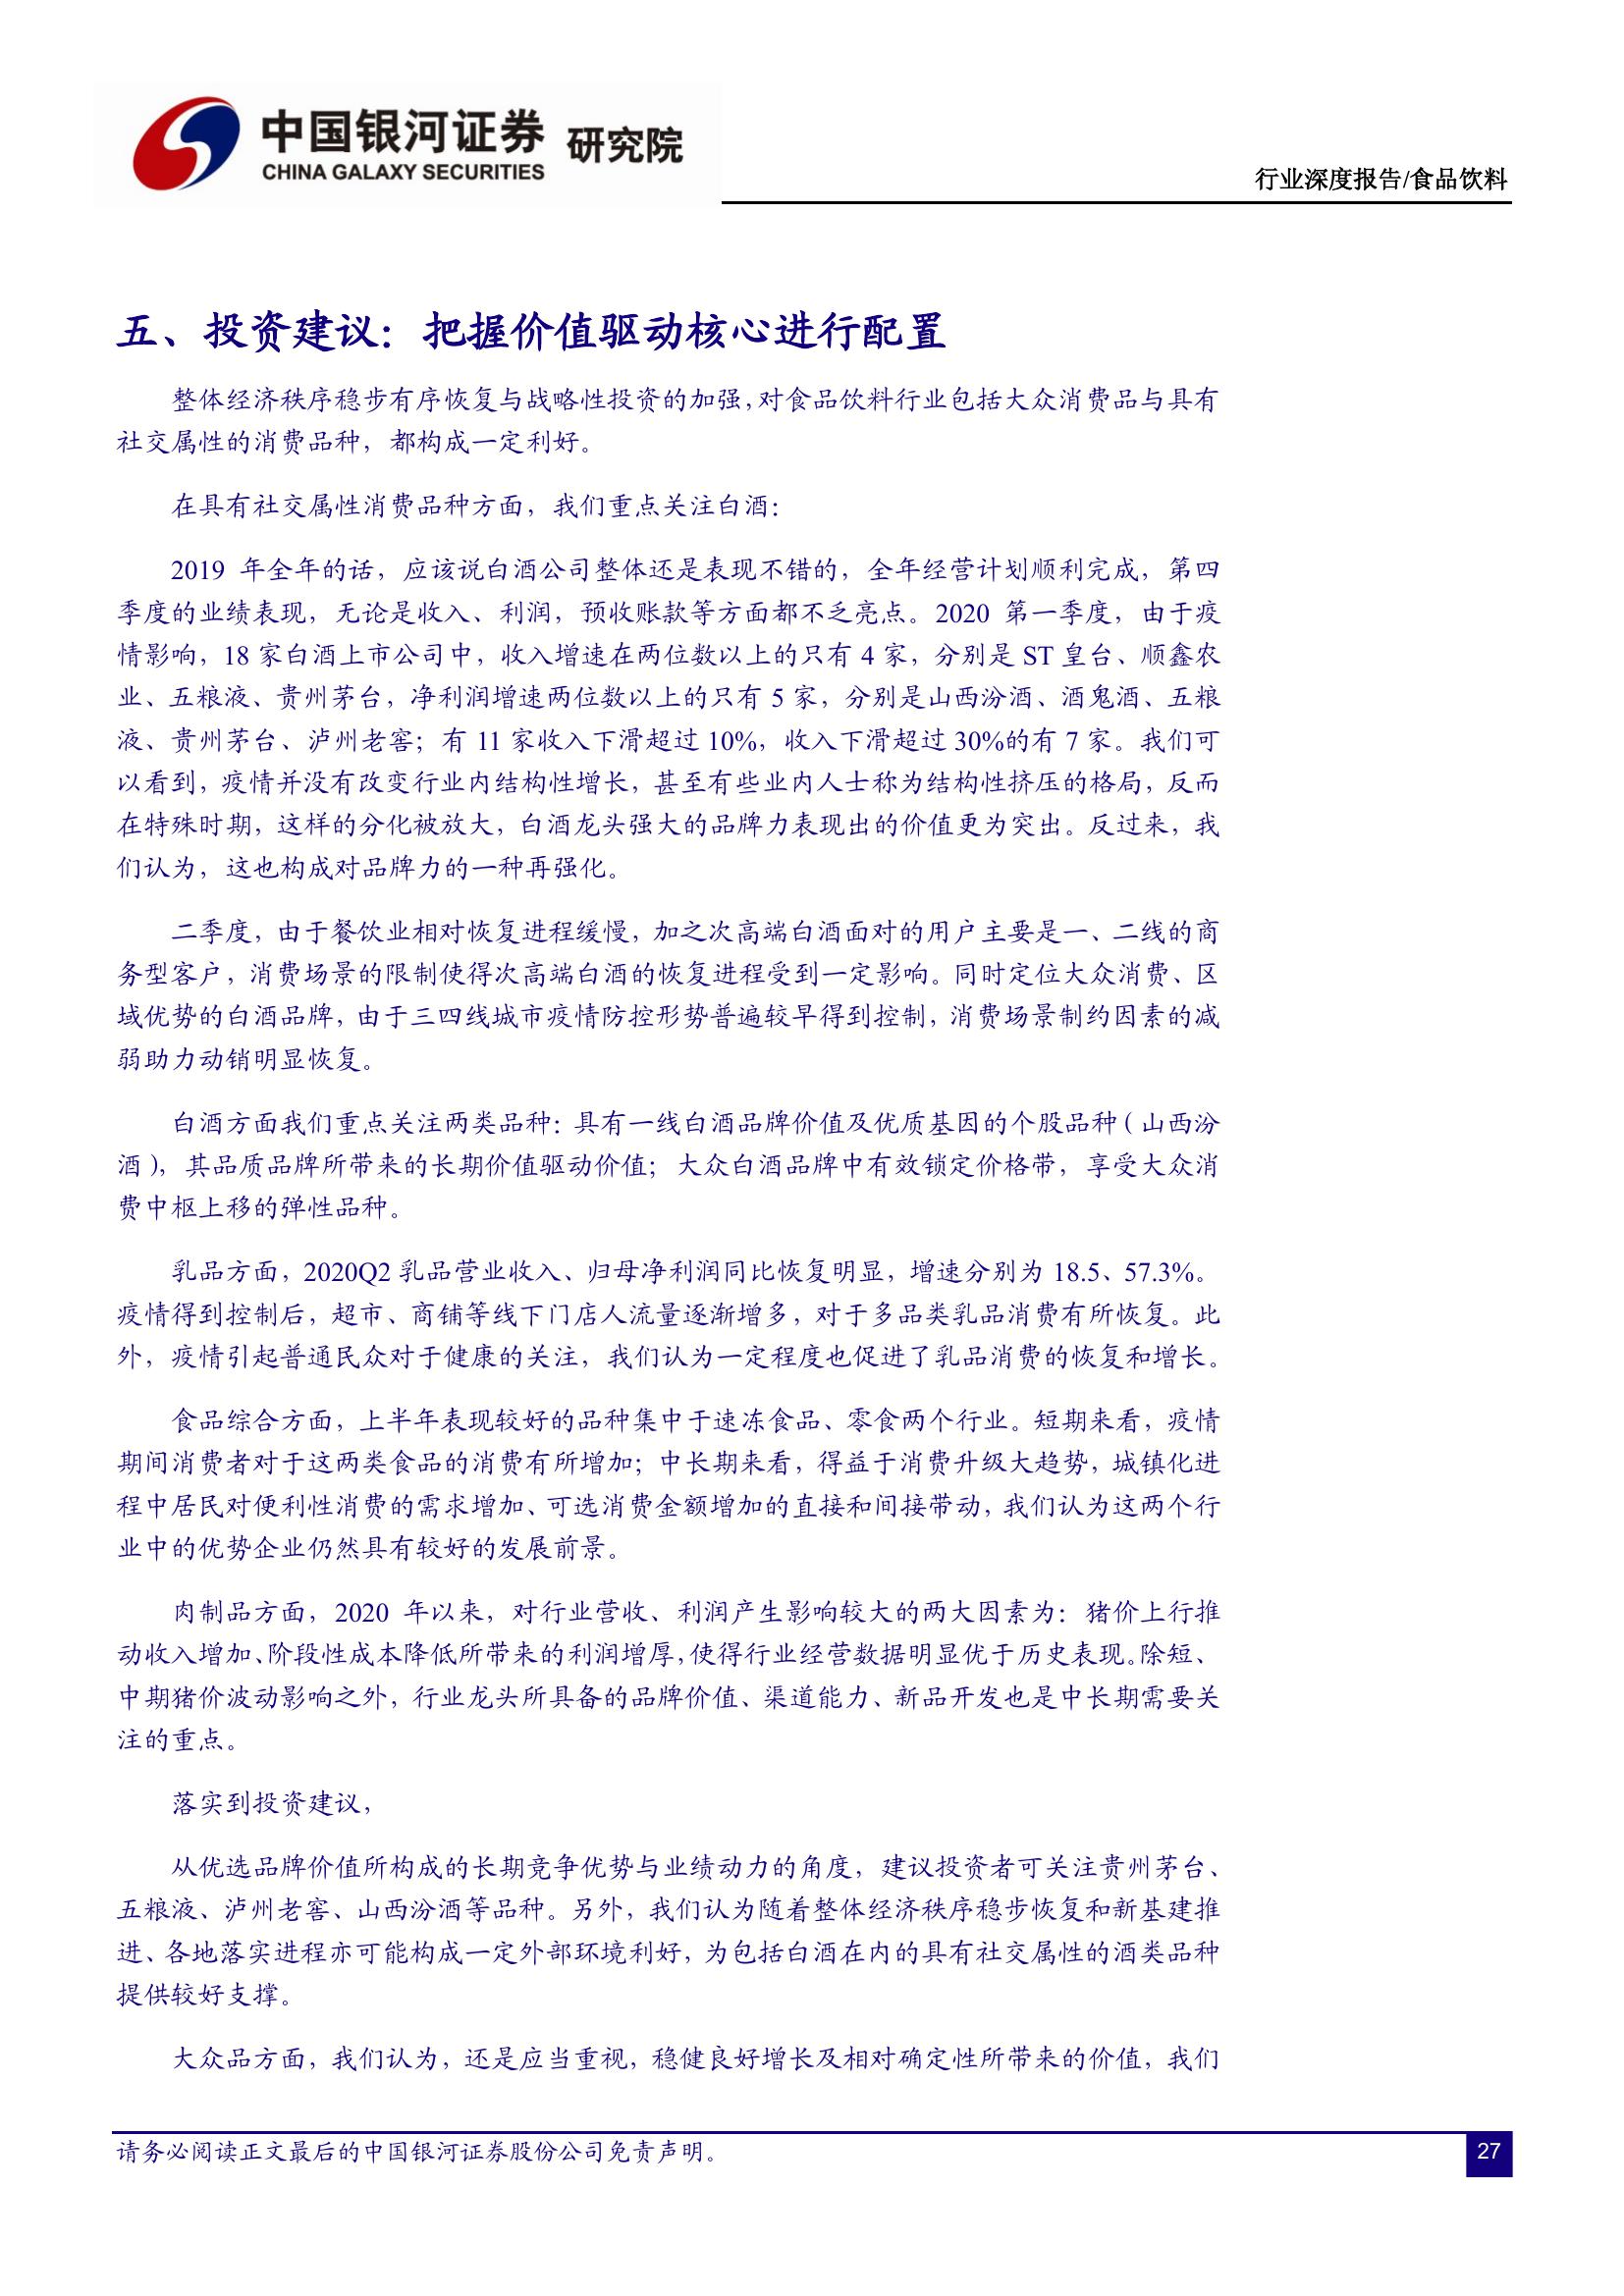 中国银河证券 研究院
CHINA GALAXY SECURITIES
行业深度报告/食品饮料
五、投资建议：把握价值驱动核心进行配置
整体经济秩序稳步有序恢复与战略性投资的加强，对食品饮料行业包括大众消费品与具有
社交属性的消费品种，都构成一定利好。
在具有社交属性消费品种方面，我们重点关注白酒：
2019 年全年的话，应该说白酒公司整体还是表现不错的，全年经营计划顺利完成，第四
季度的业绩表现，无论是收入、利润，预收账款等方面都不乏亮点。2020 第一季度，由于疫
情影响，18 家白酒上市公司中，收入增速在两位数以上的只有 4 家，分别是 ST 皇台、顺鑫农
业、五粮液、贵州茅台，净利润增速两位数以上的只有 5 家，分别是山西汾酒、酒鬼酒、五粮
液、贵州茅台、泸州老窖；有 11 家收入下滑超过 10%，收入下滑超过 30%的有 7 家。我们可
以看到，疫情并没有改变行业内结构性增长，甚至有些业内人士称为结构性挤压的格局，反而
在特殊时期，这样的分化被放大，白酒龙头强大的品牌力表现出的价值更为突出。反过来，我
们认为，这也构成对品牌力的一种再强化。
二季度，由于餐饮业相对恢复进程缓慢，加之次高端白酒面对的用户主要是一、二线的商
务型客户，消费场景的限制使得次高端白酒的恢复进程受到一定影响。同时定位大众消费、区
域优势的白酒品牌，由于三四线城市疫情防控形势普遍较早得到控制，消费场景制约因素的减
弱助力动销明显恢复。
白酒方面我们重点关注两类品种：具有一线白酒品牌价值及优质基因的个股品种（山西汾
酒），其品质品牌所带来的长期价值驱动价值；大众白酒品牌中有效锁定价格带，享受大众消
费中枢上移的弹性品种。
乳品方面，2020Q2 乳品营业收入、归母净利润同比恢复明显，增速分别为 18.5、57.3%。
疫情得到控制后，超市、商铺等线下门店人流量逐渐增多，对于多品类乳品消费有所恢复。此
外，疫情引起普通民众对于健康的关注，我们认为一定程度也促进了乳品消费的恢复和增长。
食品综合方面，上半年表现较好的品种集中于速冻食品、零食两个行业。短期来看，疫情
期间消费者对于这两类食品的消费有所增加；中长期来看，得益于消费升级大趋势，城镇化进
程中居民对便利性消费的需求增加、可选消费金额增加的直接和间接带动，我们认为这两个行
业中的优势企业仍然具有较好的发展前景。
肉制品方面，2020 年以来，对行业营收、利润产生影响较大的两大因素为：猪价上行推
动收入增加、阶段性成本降低所带来的利润增厚，使得行业经营数据明显优于历史表现。除短、
中期猪价波动影响之外，行业龙头所具备的品牌价值、渠道能力、新品开发也是中长期需要关
注的重点。
落实到投资建议，
从优选品牌价值所构成的长期竞争优势与业绩动力的角度，建议投资者可关注贵州茅台、
五粮液、泸州老窖、山西汾酒等品种。另外，我们认为随着整体经济秩序稳步恢复和新基建推
进、各地落实进程亦可能构成一定外部环境利好，为包括白酒在内的具有社交属性的酒类品种
提供较好支撑。
大众品方面，我们认为，还是应当重视，稳健良好增长及相对确定性所带来的价值，我们
请务必阅读正文最后的中国银河证券股份公司免责声明。
27